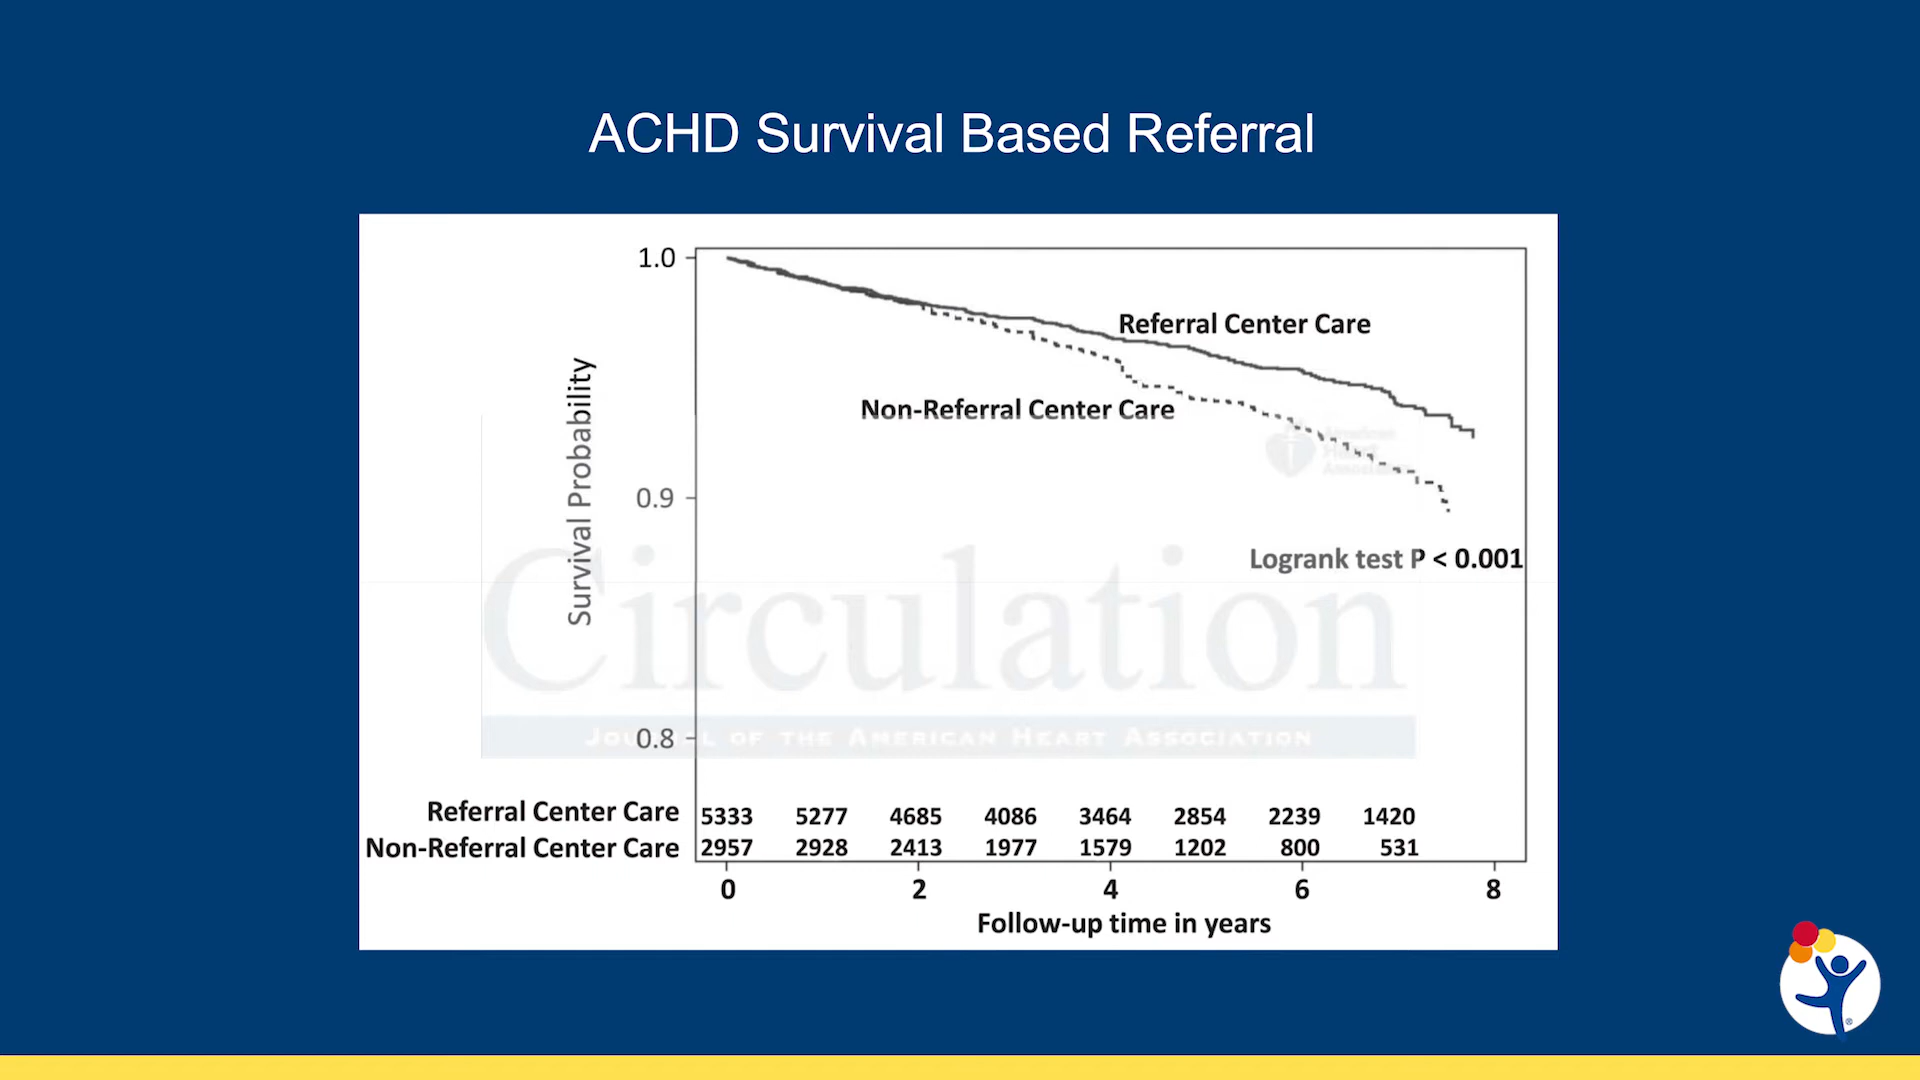 ACHD Survival Based Referral
1.0
Referral Center Care
Non-Referral Center Care
American
Heart
Association
Survival Probability
0.9
Logrank test P < 0.001
Circulation
JOURNAL OF THE AMERICAN HEART ASSOCIATION
0.8
Referral Center Care 5333 5277 4685 4086 3464 2854 2239 1420
Non-Referral Center Care 2957 2928 2413 1977 1579 1202 800 531
0 2 4 6 8
Follow-up time in years
®